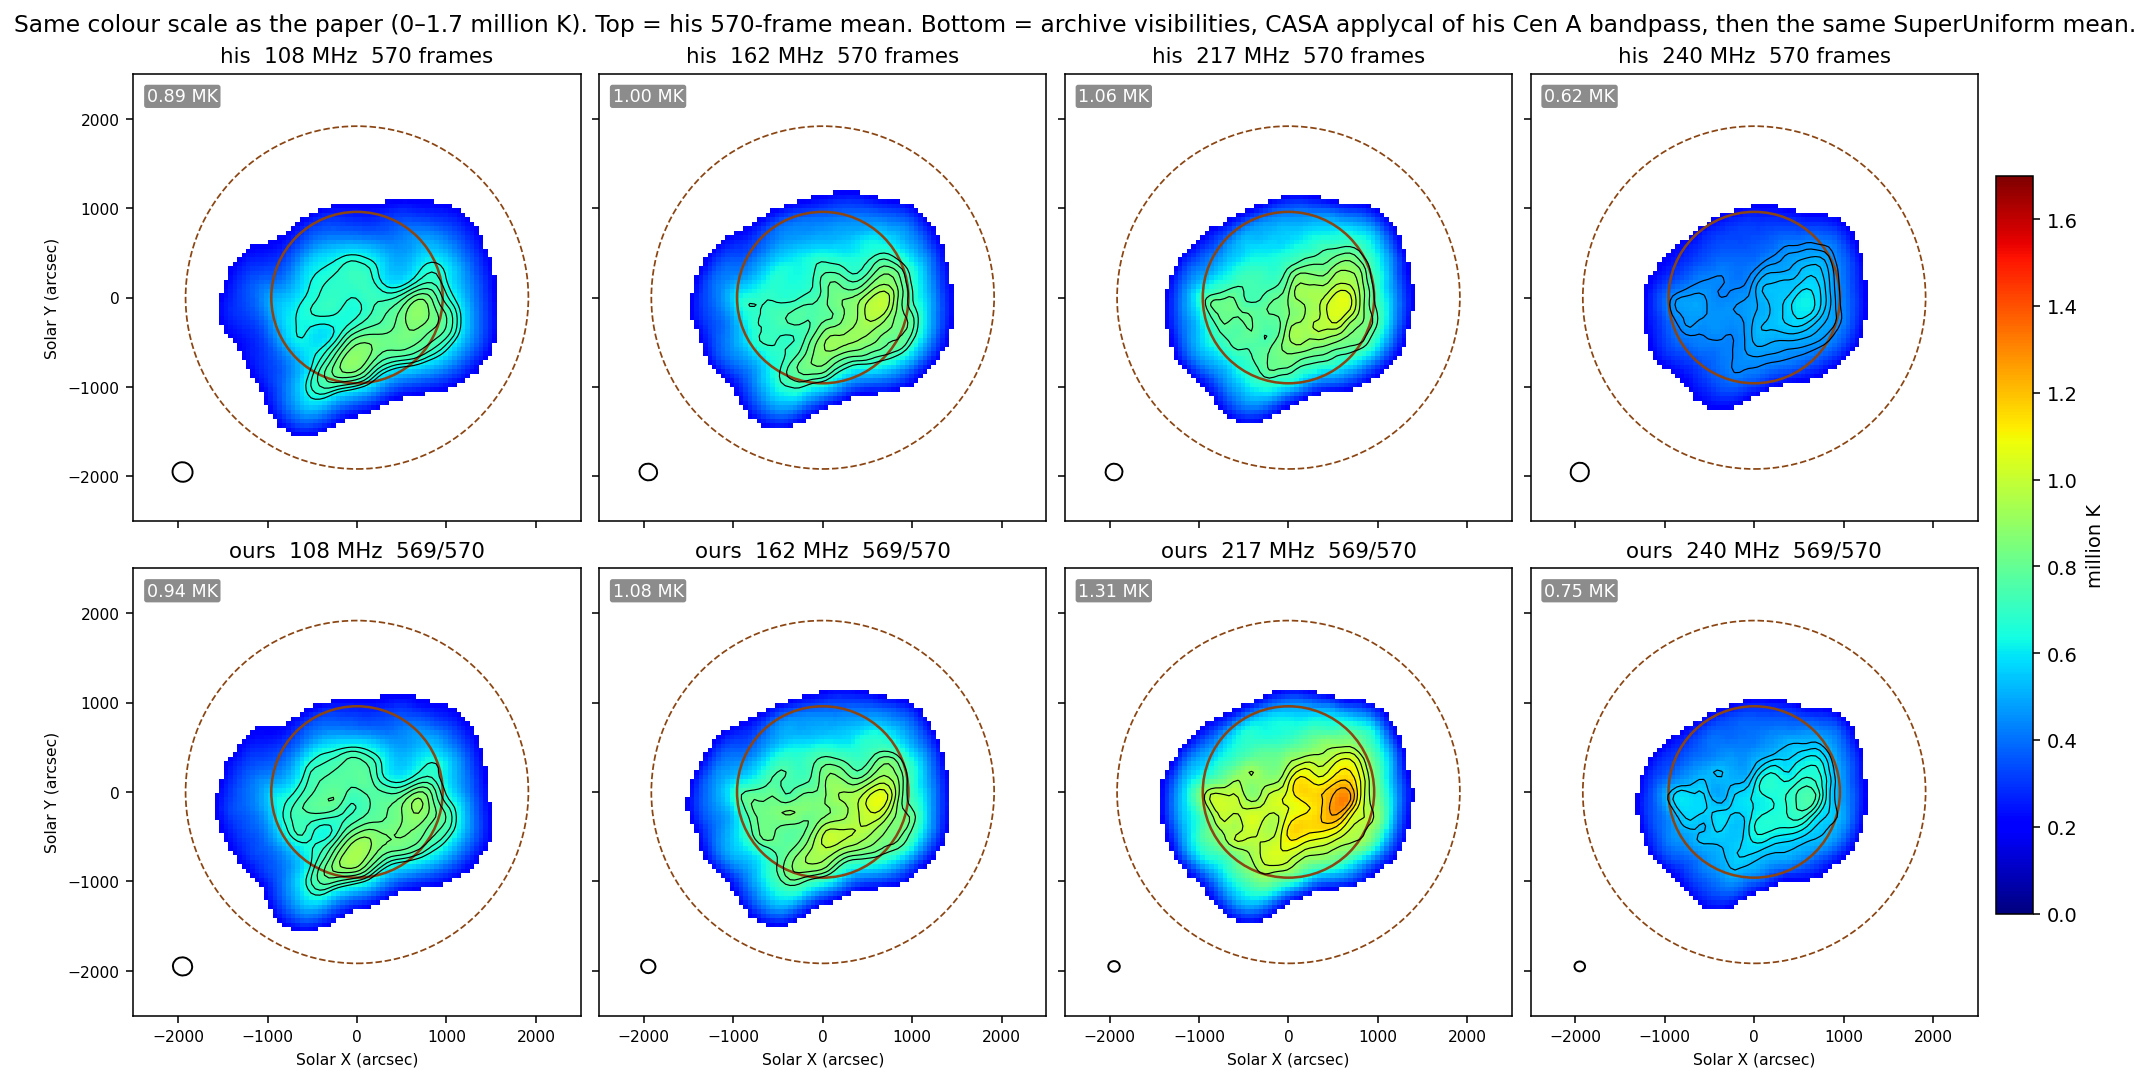 Same colour scale as the paper (0–1.7 million K). Top = his 570-frame mean. Bottom = archive visibilities, CASA applycal of his Cen A bandpass, then the same SuperUniform mean.
his  108 MHz  570 frames
his  162 MHz  570 frames
his  217 MHz  570 frames
his  240 MHz  570 frames
0.89 MK
1.00 MK
1.06 MK
0.62 MK
2000
1000
0
−1000
−2000
Solar Y (arcsec)
ours  108 MHz  569/570
ours  162 MHz  569/570
ours  217 MHz  569/570
ours  240 MHz  569/570
0.94 MK
1.08 MK
1.31 MK
0.75 MK
2000
1000
0
−1000
−2000
Solar Y (arcsec)
−2000 −1000 0 1000 2000
−2000 −1000 0 1000 2000
−2000 −1000 0 1000 2000
−2000 −1000 0 1000 2000
Solar X (arcsec)
Solar X (arcsec)
Solar X (arcsec)
Solar X (arcsec)
1.6
1.4
1.2
1.0
0.8
0.6
0.4
0.2
0.0
million K